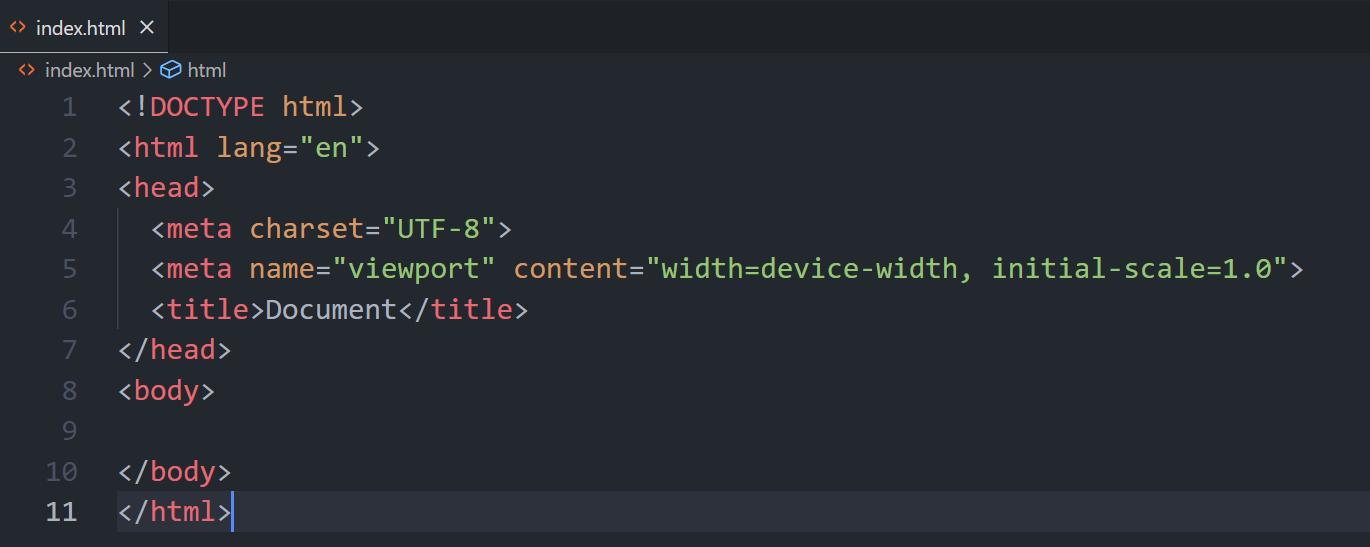 index.html
index.html > html
1 <!DOCTYPE html>
2 <html lang="en">
3 <head>
4   <meta charset="UTF-8">
5   <meta name="viewport" content="width=device-width, initial-scale=1.0">
6   <title>Document</title>
7 </head>
8 <body>
9
10 </body>
11 </html>